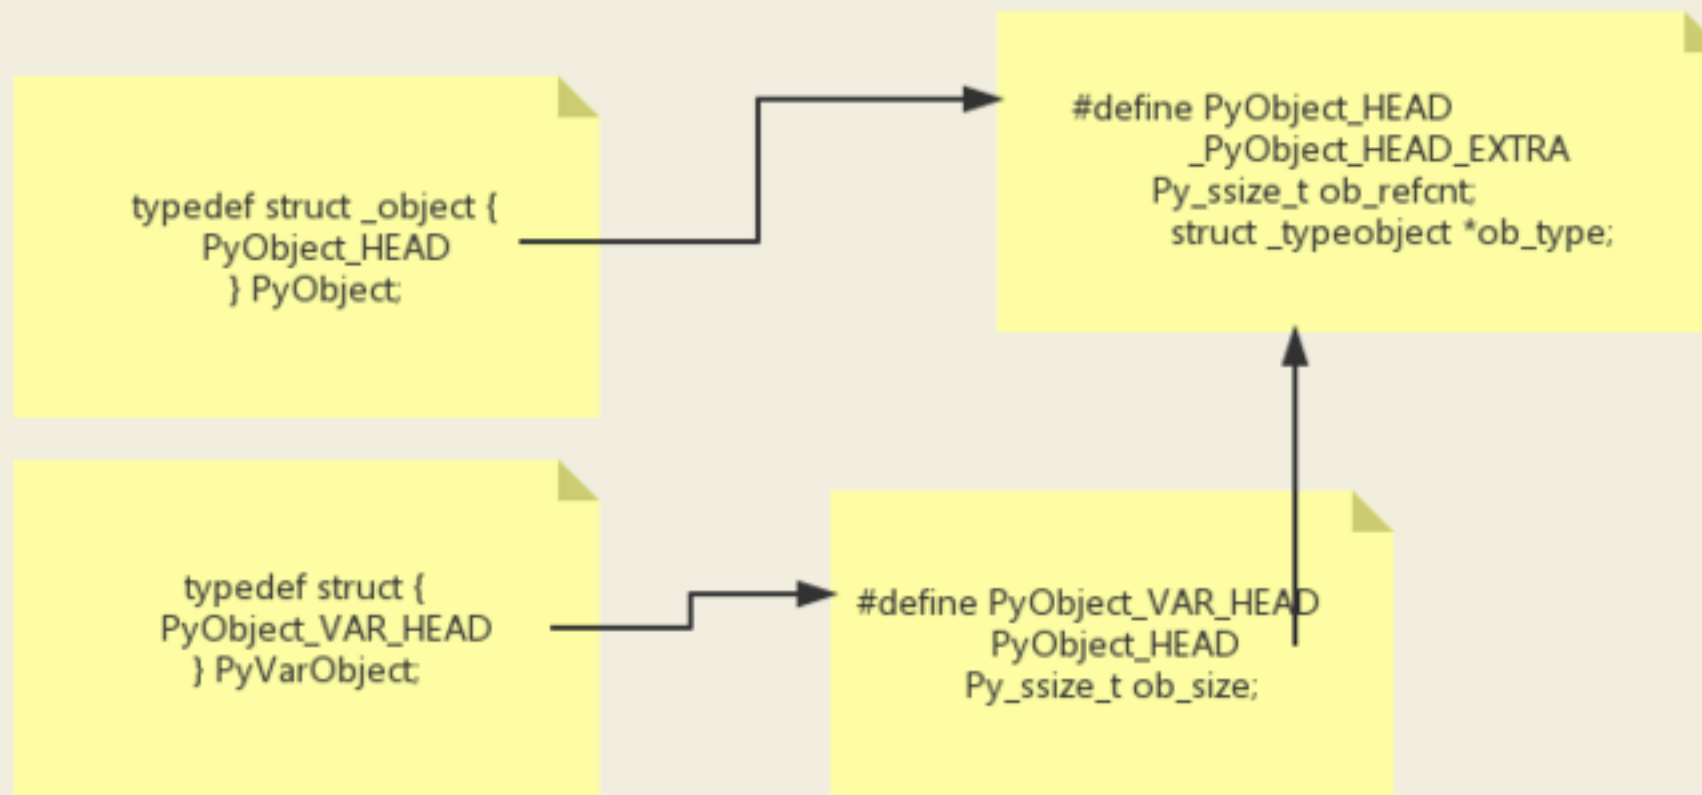 typedef struct _object {
PyObject_HEAD
} PyObject;
#define PyObject_HEAD
_PyObject_HEAD_EXTRA
Py_ssize_t ob_refcnt;
struct _typeobject *ob_type;
typedef struct {
PyObject_VAR_HEAD
} PyVarObject;
#define PyObject_VAR_HEAD
PyObject_HEAD
Py_ssize_t ob_size;